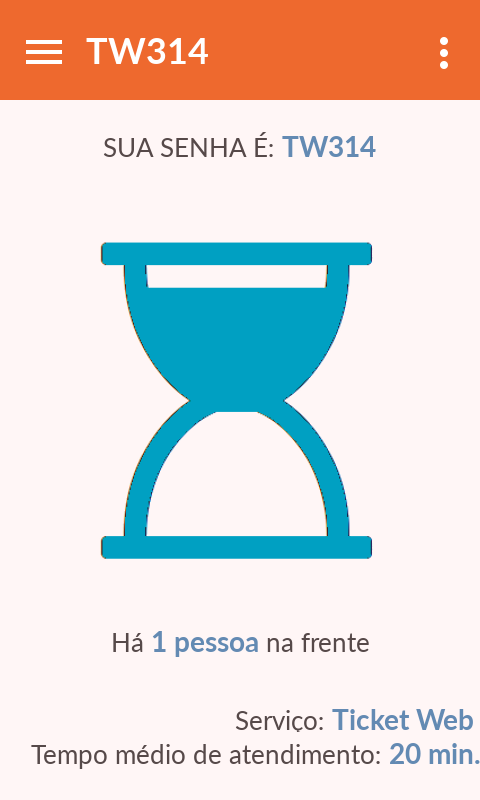 TW314
SUA SENHA É: TW314
Há 1 pessoa na frente
Serviço: Ticket Web
Tempo médio de atendimento: 20 min.